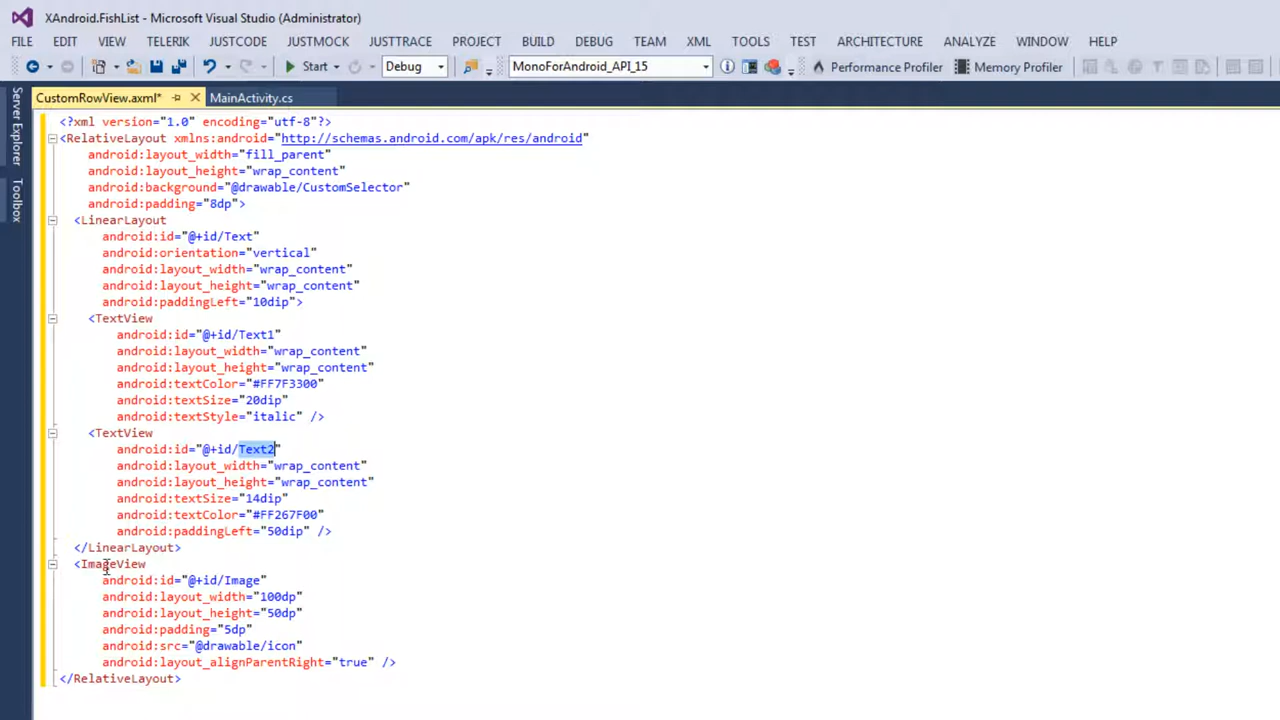 XAndroid.FishList - Microsoft Visual Studio (Administrator)
FILE EDIT VIEW TELERIK JUSTCODE JUSTMOCK JUSTTRACE PROJECT BUILD DEBUG TEAM XML TOOLS TEST ARCHITECTURE ANALYZE WINDOW HELP
Start Debug MonoForAndroid_API_15 Performance Profiler Memory Profiler
CustomRowView.axml* MainActivity.cs
Server Explorer
Toolbox
<?xml version="1.0" encoding="utf-8"?>
<RelativeLayout xmlns:android="http://schemas.android.com/apk/res/android"
android:layout_width="fill_parent"
android:layout_height="wrap_content"
android:background="@drawable/CustomSelector"
android:padding="8dp">
<LinearLayout
android:id="@+id/Text"
android:orientation="vertical"
android:layout_width="wrap_content"
android:layout_height="wrap_content"
android:paddingLeft="10dip">
<TextView
android:id="@+id/Text1"
android:layout_width="wrap_content"
android:layout_height="wrap_content"
android:textColor="#FF7F3300"
android:textSize="20dip"
android:textStyle="italic" />
<TextView
android:id="@+id/Text2"
android:layout_width="wrap_content"
android:layout_height="wrap_content"
android:textSize="14dip"
android:textColor="#FF267F00"
android:paddingLeft="50dip" />
</LinearLayout>
<ImageView
android:id="@+id/Image"
android:layout_width="100dp"
android:layout_height="50dp"
android:padding="5dp"
android:src="@drawable/icon"
android:layout_alignParentRight="true" />
</RelativeLayout>